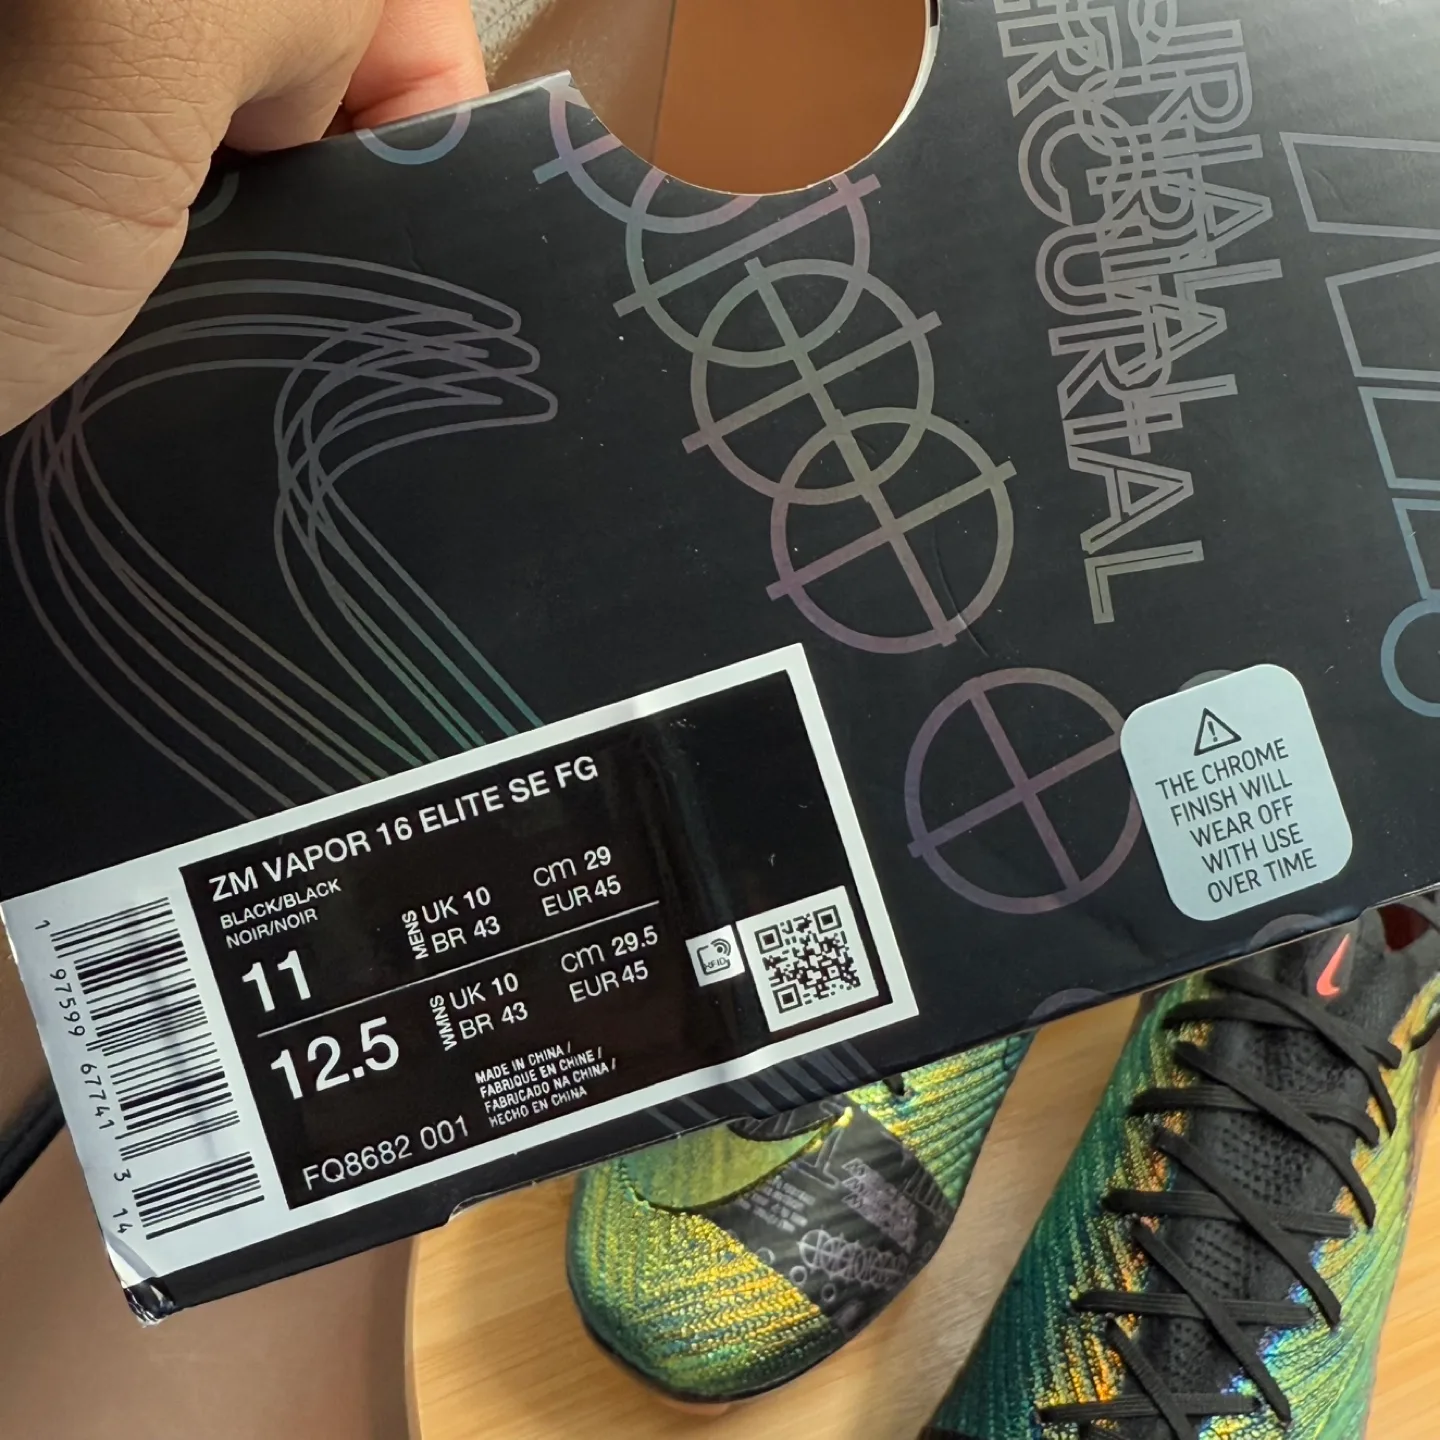 MERCURIAL
MERCURIAL
ZM VAPOR 16 ELITE SE FG
BLACK/BLACK
NOIR/NOIR
11
MENS
UK 10
BR 43
cm 29
EUR 45
12.5
WMNS
UK 10
BR 43
cm 29.5
EUR 45
RFID
MADE IN CHINA /
FABRIQUE EN CHINE /
FABRICADO NA CHINA /
HECHO EN CHINA
FQ8682 001
1 97599 67741 3 14
THE CHROME
FINISH WILL
WEAR OFF
WITH USE
OVER TIME